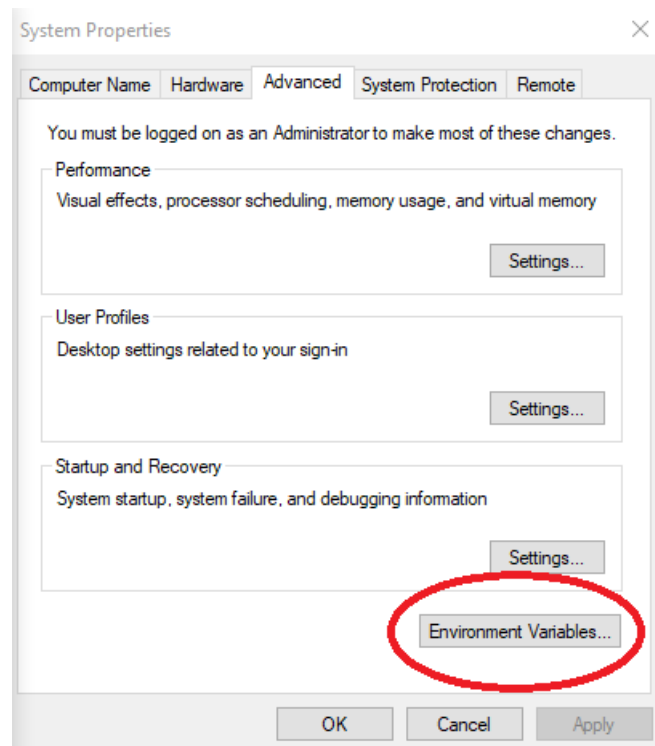 System Properties
Computer Name Hardware Advanced System Protection Remote
You must be logged on as an Administrator to make most of these changes.
Performance
Visual effects, processor scheduling, memory usage, and virtual memory
Settings...
User Profiles
Desktop settings related to your sign-in
Settings...
Startup and Recovery
System startup, system failure, and debugging information
Settings...
Environment Variables...
OK Cancel Apply